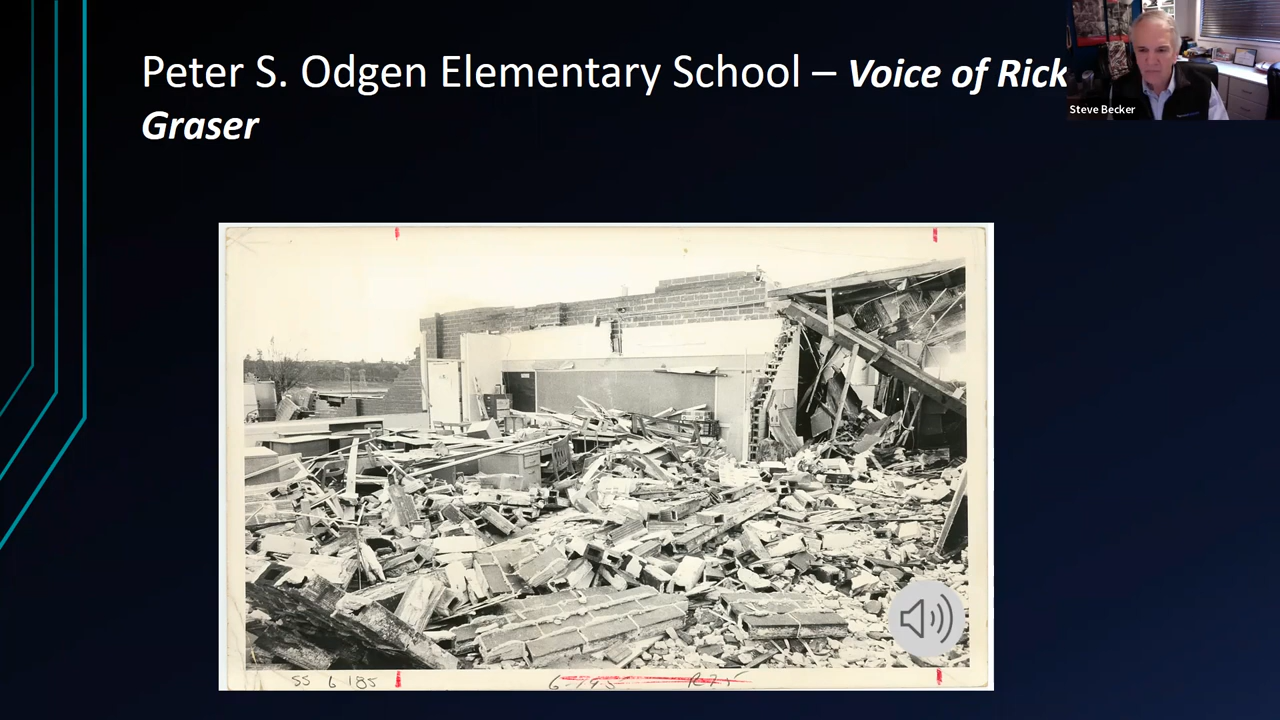 Peter S. Odgen Elementary School – Voice of Rick
Graser
Steve Becker
SS 6 185